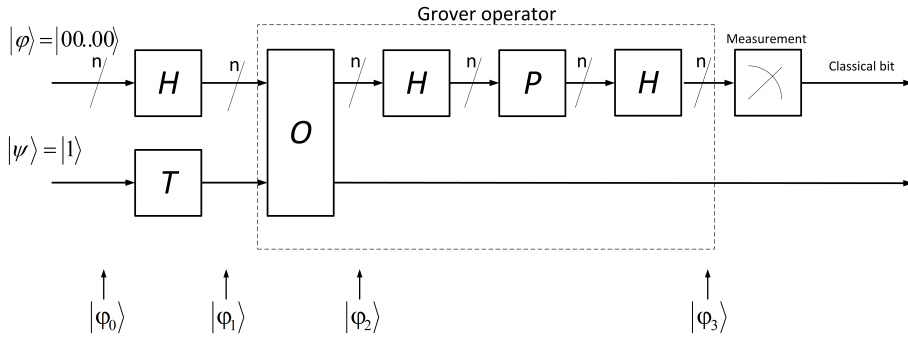 Grover operator
|φ⟩=|00..00⟩
Measurement
n n n n n n
H O H P H Classical bit
|ψ⟩=|1⟩
T
|φ₀⟩ |φ₁⟩ |φ₂⟩ |φ₃⟩